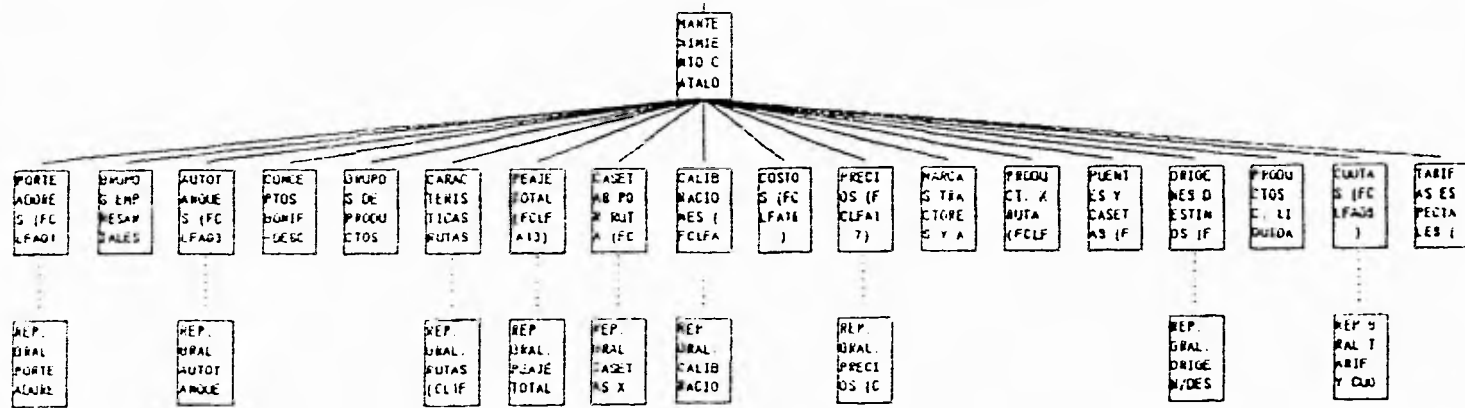 MANTE
NIMIE
NTO C
ATALO
PORTE
ADORE
S (FC
LFA01
GRUPO
S EMP
RESAR
IALES
AUTOT
ANQUE
S (FC
LFA03
CONCE
PTOS
BONIF
-DESC
GRUPO
S DE
PRODU
CTOS
CARAC
TERIS
TICAS
RUTAS
PEAJE
TOTAL
(FCLF
A13)
CASET
AS PO
R RUT
A (FC
CALIB
RACIO
NES (
FCLFA
COSTO
S (FC
LFA16
)
PRECI
OS (F
CLFA1
7)
MARCA
S TRA
CTORE
S Y A
PRODU
CT. X
RUTA
(FCLF
PUENT
ES Y
CASET
AS (F
ORIGE
NES D
ESTIN
OS (F
PRODU
CTOS
C. LI
QUIDA
CUOTA
S (FC
)
TARIF
AS ES
PECIA
LES (
REP.
GRAL
PORTE
ADORE
REP.
GRAL
AUTOT
ANQUE
REP.
GRAL.
RUTAS
REP
GRAL.
PEAJE
TOTAL
REP
GRAL
CASET
AS X
REP
GRAL.
CALIB
RACIO
REP.
GRAL.
PRECI
OS (C
REP.
GRAL.
ORIGE
N/DES
REP G
RAL T
ARIF
Y CUO